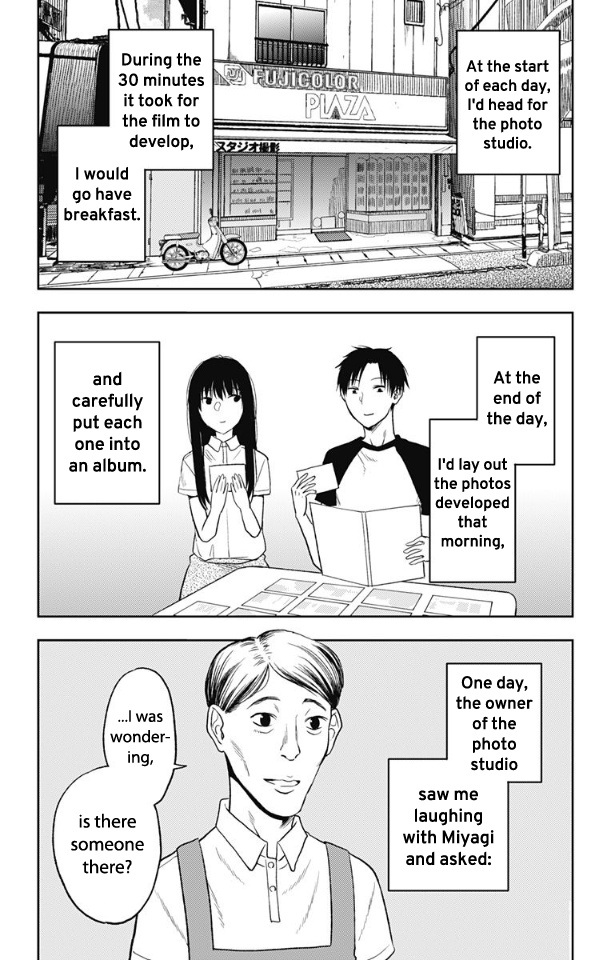 At the start
of each day,
I'd head for
the photo
studio.
During the
30 minutes
it took for
the film to
develop,
I would
go have
breakfast.
FUJICOLOR
PLAZA
スタジオ撮影
At the
end of
the day,
I'd lay out
the photos
developed
that
morning,
and
carefully
put each
one into
an album.
One day,
the owner
of the
photo
studio
saw me
laughing
with Miyagi
and asked:
...I was
wonder-
ing,
is there
someone
there?